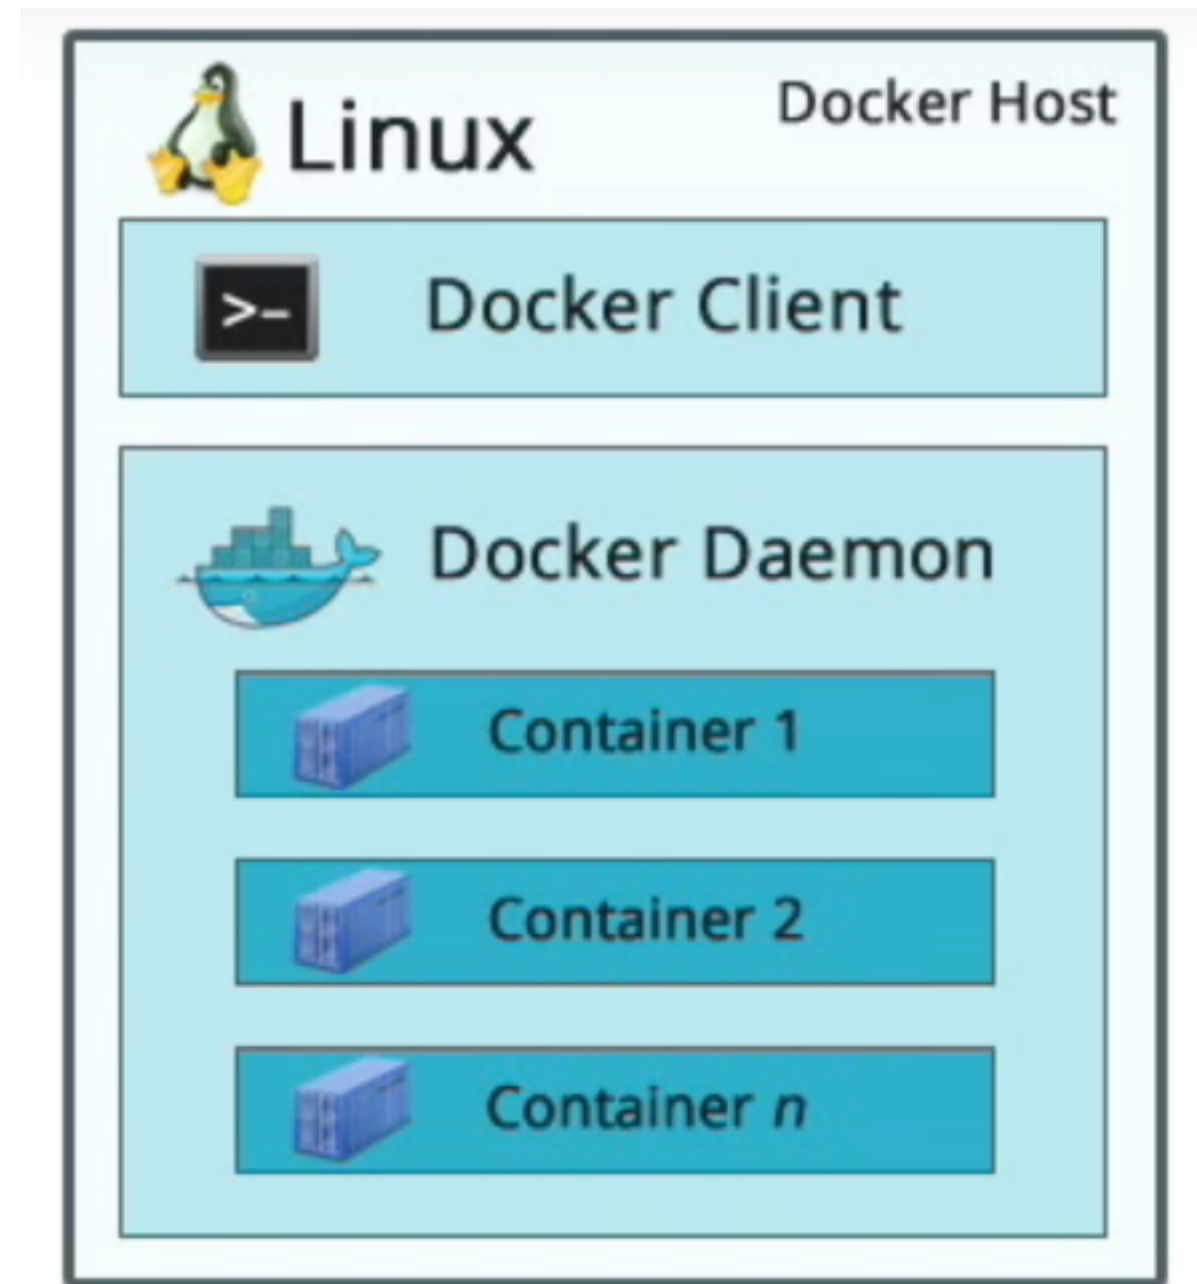 Linux
Docker Host
>-
Docker Client
Docker Daemon
Container 1
Container 2
Container n